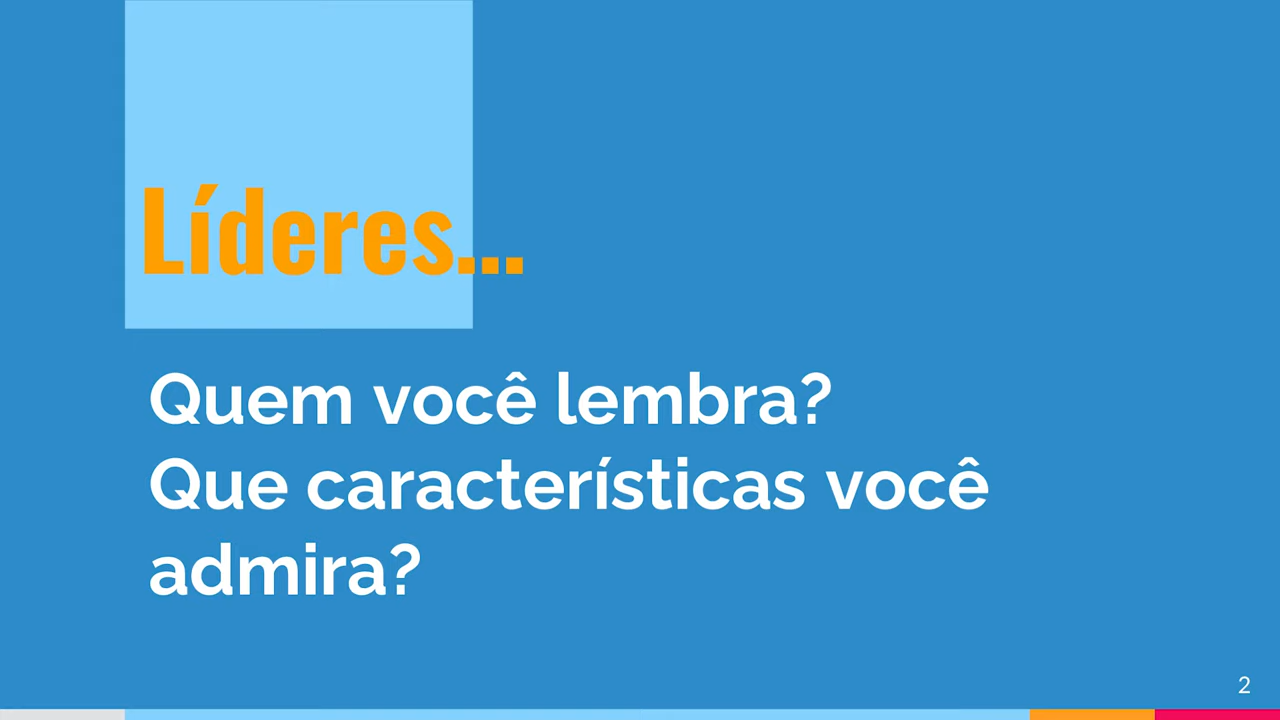 Líderes...
Quem você lembra?
Que características você
admira?
2